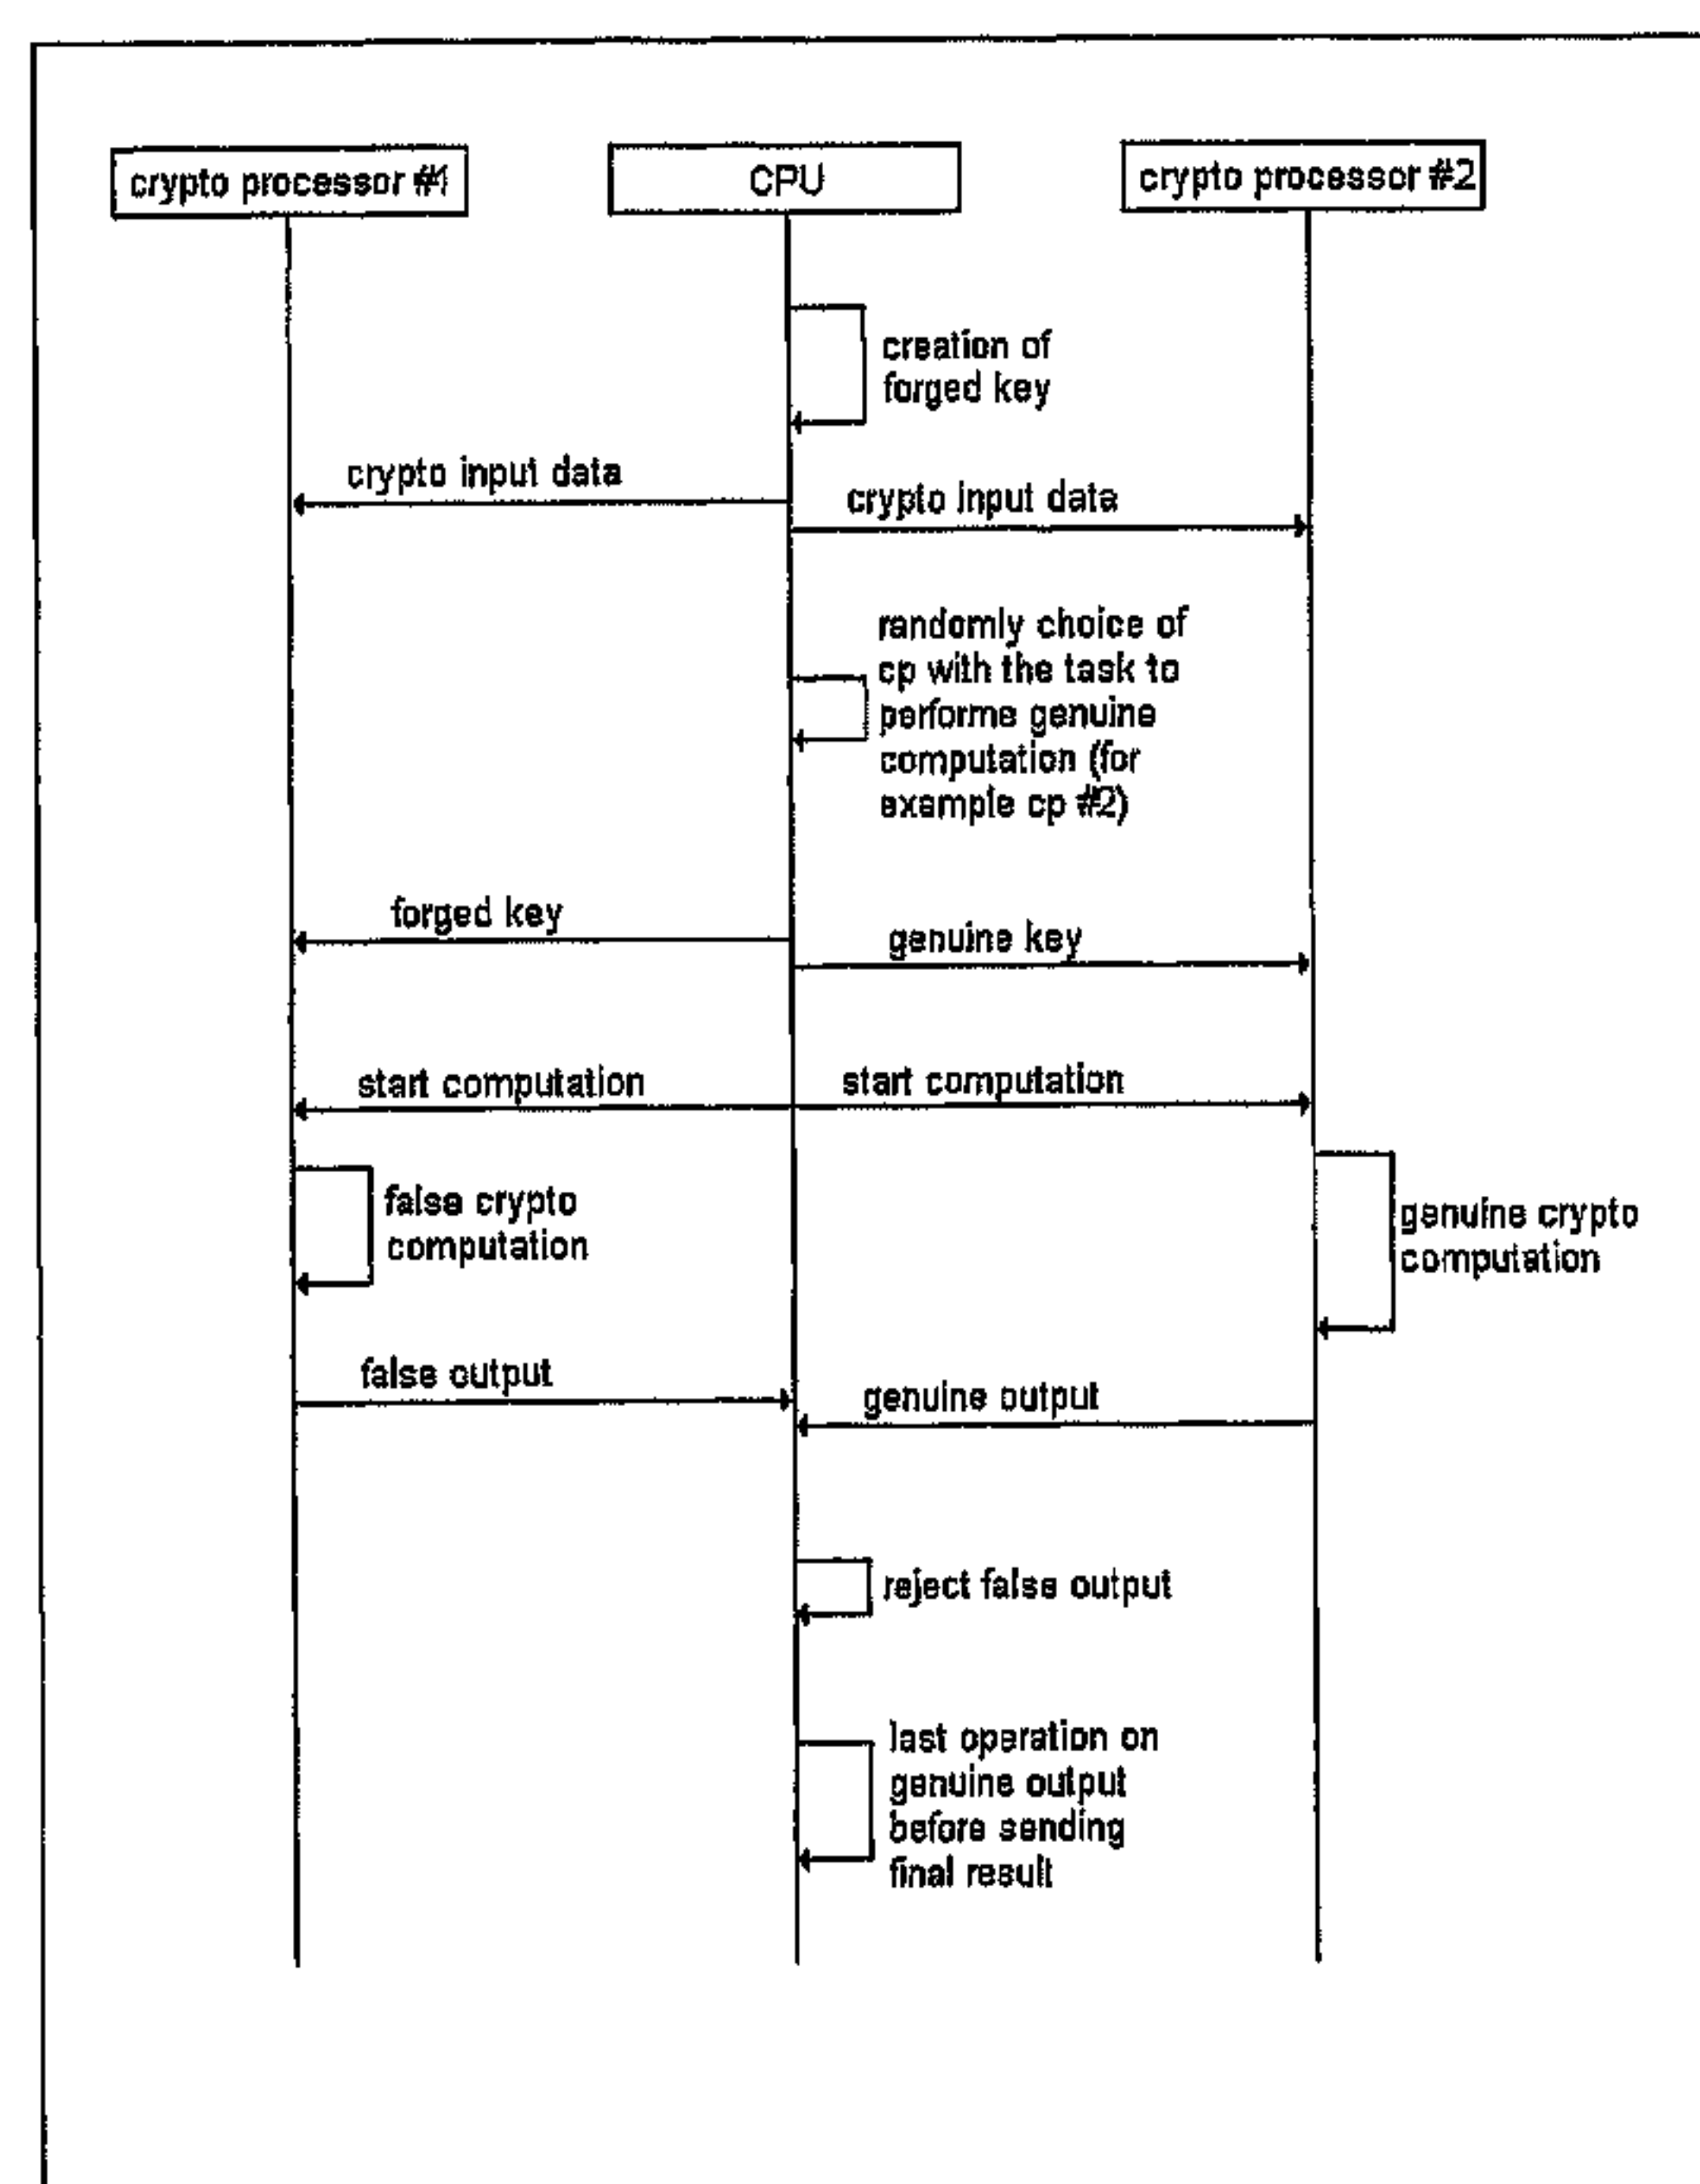 crypto processor #1
CPU
crypto processor #2
creation of
forged key
crypto input data
crypto input data
randomly choice of
cp with the task to
performe genuine
computation (for
example cp #2)
forged key
genuine key
start computation
start computation
false crypto
computation
genuine crypto
computation
false output
genuine output
reject false output
last operation on
genuine output
before sending
final result